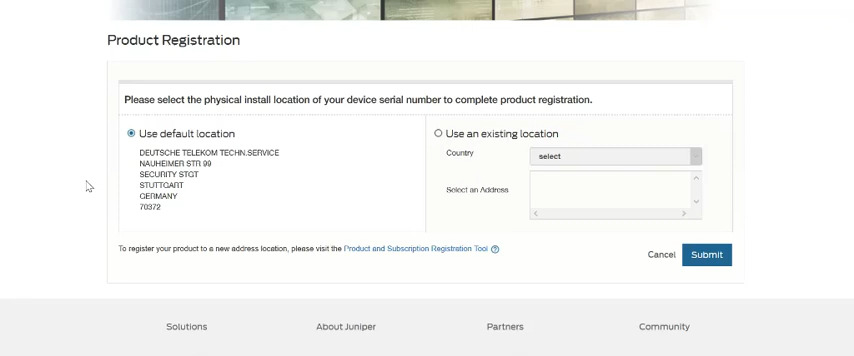 Product Registration
Please select the physical install location of your device serial number to complete product registration.
Use default location
DEUTSCHE TELEKOM TECHN.SERVICE
NAUHEIMER STR 99
SECURITY STGT
STUTTGART
GERMANY
70372
Use an existing location
Country
select
Select an Address
To register your product to a new address location, please visit the Product and Subscription Registration Tool ?
Cancel
Submit
Solutions
About Juniper
Partners
Community